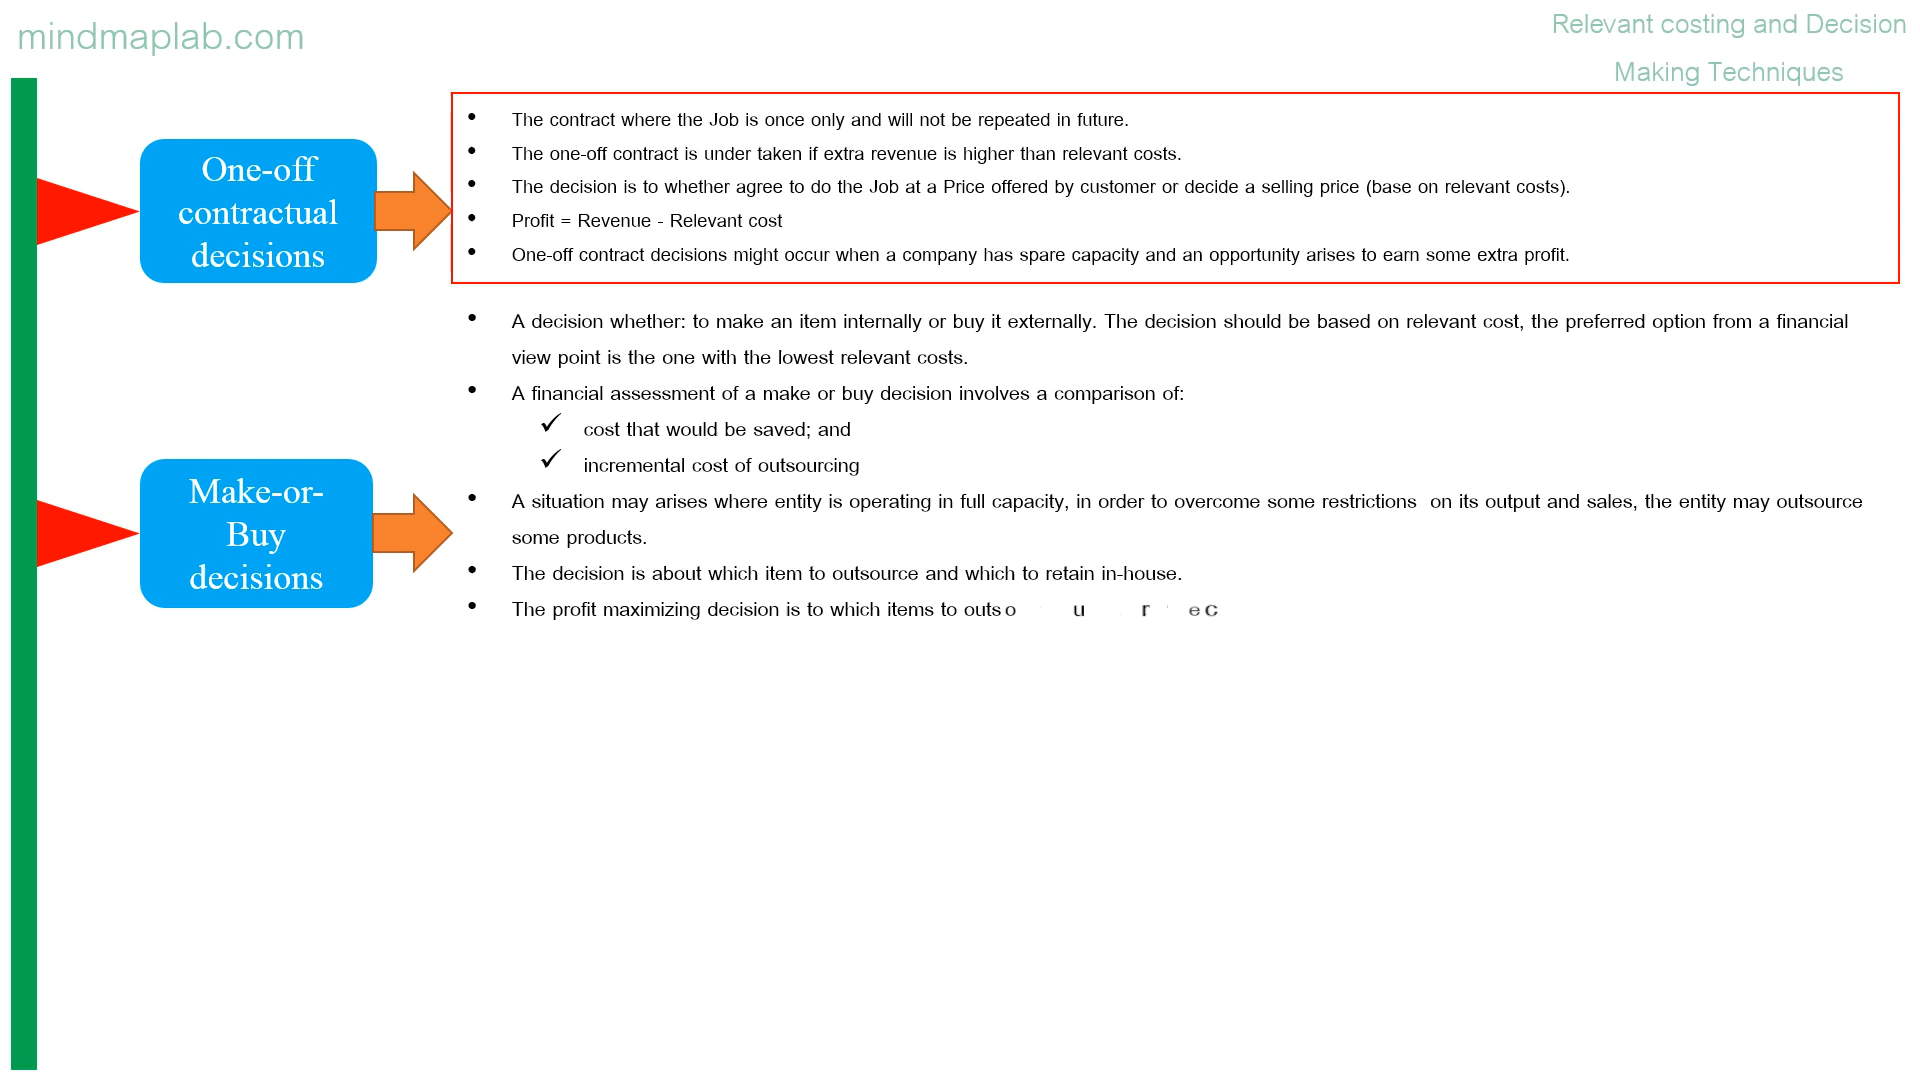 mindmaplab.com
Relevant costing and Decision
Making Techniques
One-off
contractual
decisions
• The contract where the Job is once only and will not be repeated in future.
• The one-off contract is under taken if extra revenue is higher than relevant costs.
• The decision is to whether agree to do the Job at a Price offered by customer or decide a selling price (base on relevant costs).
• Profit = Revenue - Relevant cost
• One-off contract decisions might occur when a company has spare capacity and an opportunity arises to earn some extra profit.
Make-or-
Buy
decisions
• A decision whether: to make an item internally or buy it externally. The decision should be based on relevant cost, the preferred option from a financial
view point is the one with the lowest relevant costs.
• A financial assessment of a make or buy decision involves a comparison of:
✓ cost that would be saved; and
✓ incremental cost of outsourcing
• A situation may arises where entity is operating in full capacity, in order to overcome some restrictions on its output and sales, the entity may outsource
some products.
• The decision is about which item to outsource and which to retain in-house.
• The profit maximizing decision is to which items to